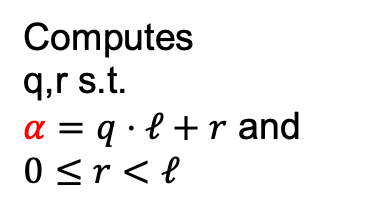 Computes
q,r s.t.
𝛼 = 𝑞 · ℓ + 𝑟 and
0 ≤ 𝑟 < ℓ